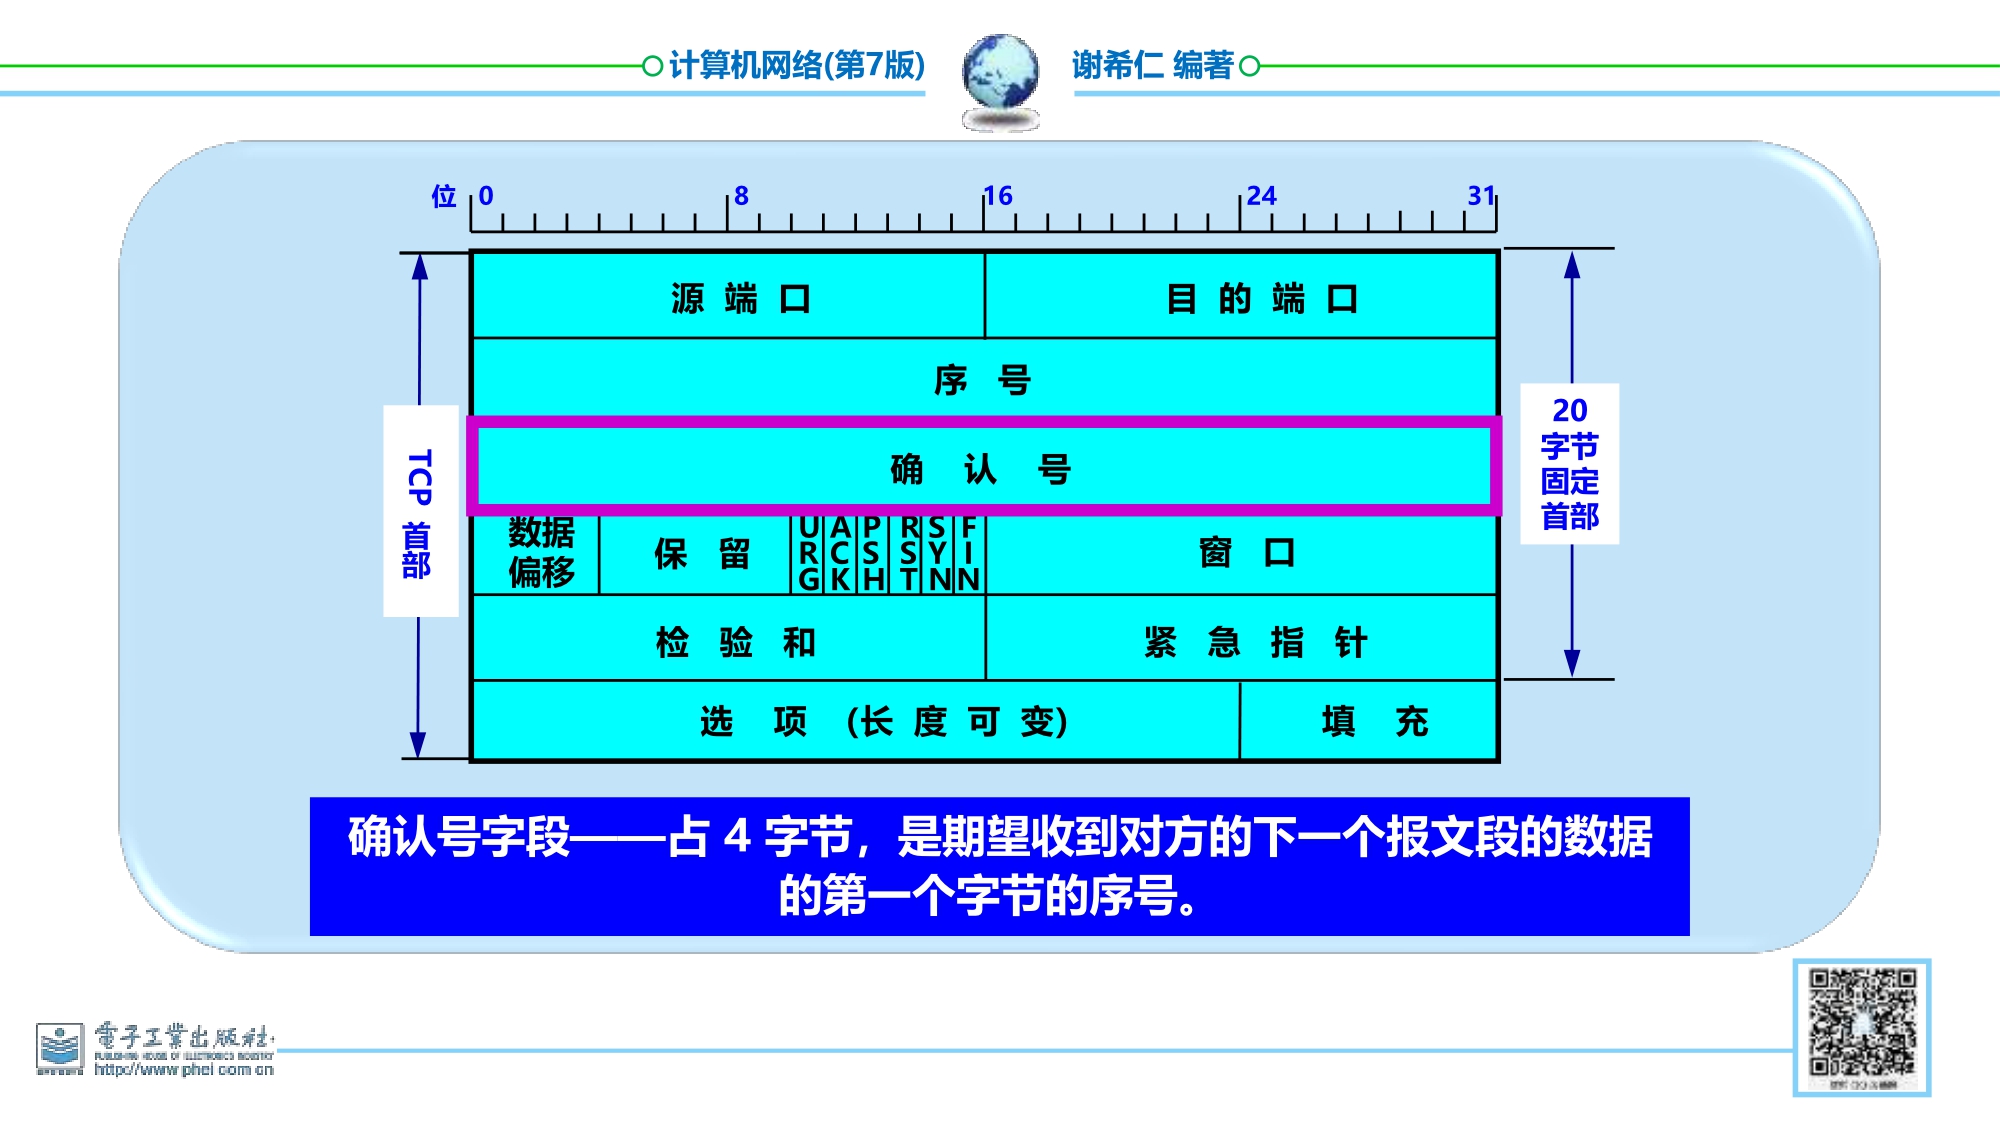 计算机网络(第7版)
谢希仁 编著
位 0 8 16 24 31
源 端 口
目 的 端 口
序 号
确 认 号
数据
偏移
保 留
URG
ACK
PSH
RST
SYN
FIN
窗 口
检 验 和
紧 急 指 针
选 项 (长 度 可 变)
填 充
TCP 首部
20
字节
固定
首部
确认号字段——占 4 字节，是期望收到对方的下一个报文段的数据
的第一个字节的序号。
電子工業出版社
PUBLISHING HOUSE OF ELECTRONICS INDUSTRY
http://www.phei.com.cn